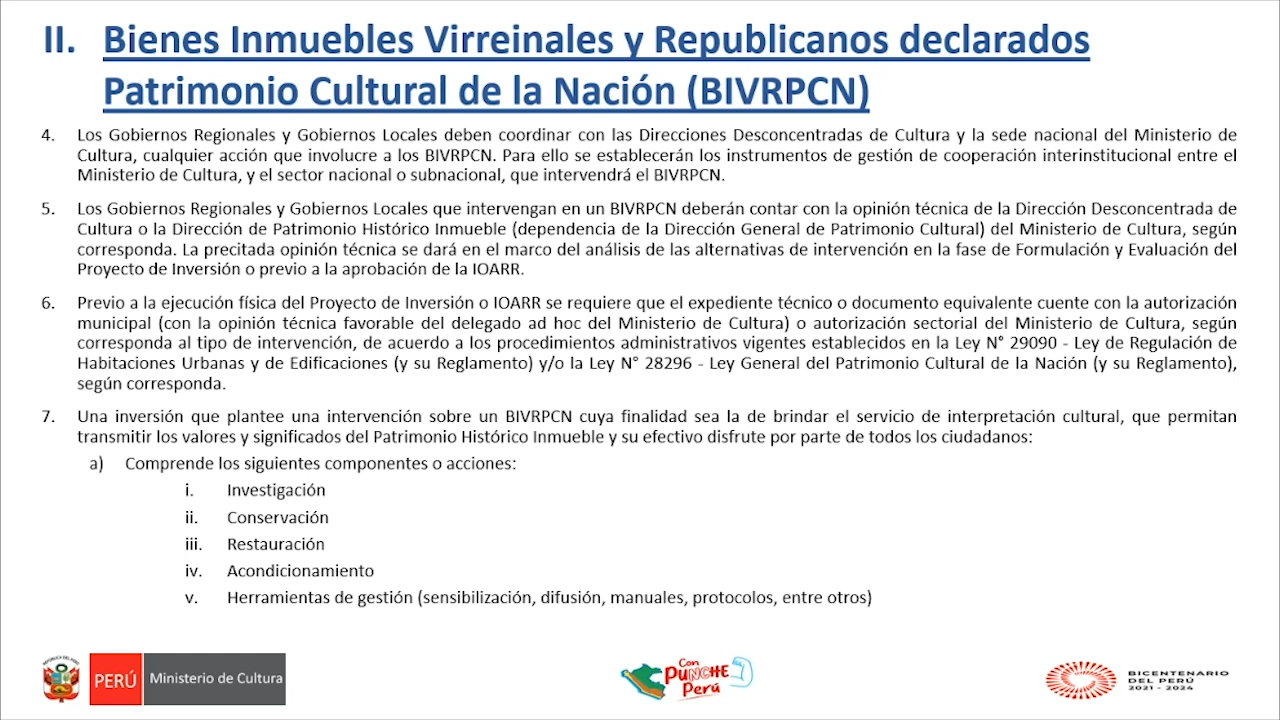 II. Bienes Inmuebles Virreinales y Republicanos declarados
Patrimonio Cultural de la Nación (BIVRPCN)
4. Los Gobiernos Regionales y Gobiernos Locales deben coordinar con las Direcciones Desconcentradas de Cultura y la sede nacional del Ministerio de
Cultura, cualquier acción que involucre a los BIVRPCN. Para ello se establecerán los instrumentos de gestión de cooperación interinstitucional entre el
Ministerio de Cultura, y el sector nacional o subnacional, que intervendrá el BIVRPCN.
5. Los Gobiernos Regionales y Gobiernos Locales que intervengan en un BIVRPCN deberán contar con la opinión técnica de la Dirección Desconcentrada de
Cultura o la Dirección de Patrimonio Histórico Inmueble (dependencia de la Dirección General de Patrimonio Cultural) del Ministerio de Cultura, según
corresponda. La precitada opinión técnica se dará en el marco del análisis de las alternativas de intervención en la fase de Formulación y Evaluación del
Proyecto de Inversión o previo a la aprobación de la IOARR.
6. Previo a la ejecución física del Proyecto de Inversión o IOARR se requiere que el expediente técnico o documento equivalente cuente con la autorización
municipal (con la opinión técnica favorable del delegado ad hoc del Ministerio de Cultura) o autorización sectorial del Ministerio de Cultura, según
corresponda al tipo de intervención, de acuerdo a los procedimientos administrativos vigentes establecidos en la Ley N° 29090 - Ley de Regulación de
Habitaciones Urbanas y de Edificaciones (y su Reglamento) y/o la Ley N° 28296 - Ley General del Patrimonio Cultural de la Nación (y su Reglamento),
según corresponda.
7. Una inversión que plantee una intervención sobre un BIVRPCN cuya finalidad sea la de brindar el servicio de interpretación cultural, que permitan
transmitir los valores y significados del Patrimonio Histórico Inmueble y su efectivo disfrute por parte de todos los ciudadanos:
a) Comprende los siguientes componentes o acciones:
i. Investigación
ii. Conservación
iii. Restauración
iv. Acondicionamiento
v. Herramientas de gestión (sensibilización, difusión, manuales, protocolos, entre otros)
REPÚBLICA DEL PERÚ
PERÚ Ministerio de Cultura
Con
PUNCHE
Perú
BICENTENARIO
DEL PERÚ
2021 - 2024